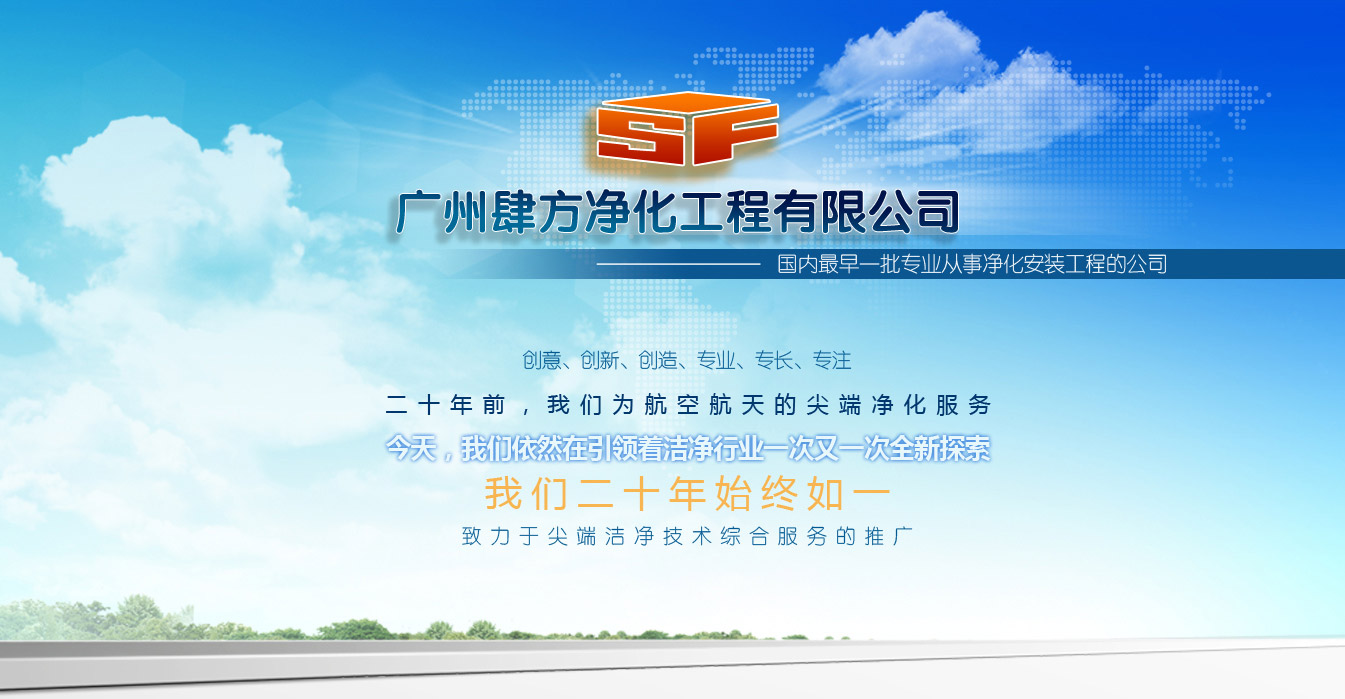 SF
广州肆方净化工程有限公司
国内最早一批专业从事净化安装工程的公司
创意、创新、创造、专业、专长、专注
二十年前，我们为航空航天的尖端净化服务
今天，我们依然在引领着洁净行业一次又一次全新探索
我们二十年始终如一
致力于尖端洁净技术综合服务的推广